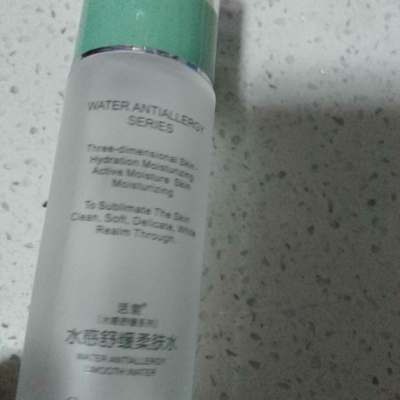 WATER ANTIALLERGY
SERIES
Three-dimensional Skin
Hydration Moisturizing
Active Moisture Skin
Moisturizing
To Sublimate The Skin
Clean, Soft, Delicate, White
Realm Through.
水感舒缓柔肤水
WATER ANTIALLERGY
SMOOTH WATER